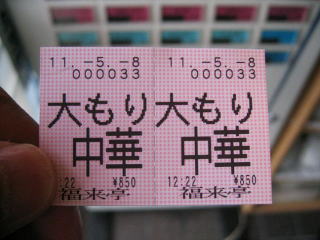 11.-5.-8 11.-5.-8
000033 000033
大もり 大もり
中華 中華
:22 ¥850 12:22 ¥850
福来亭 福来亭